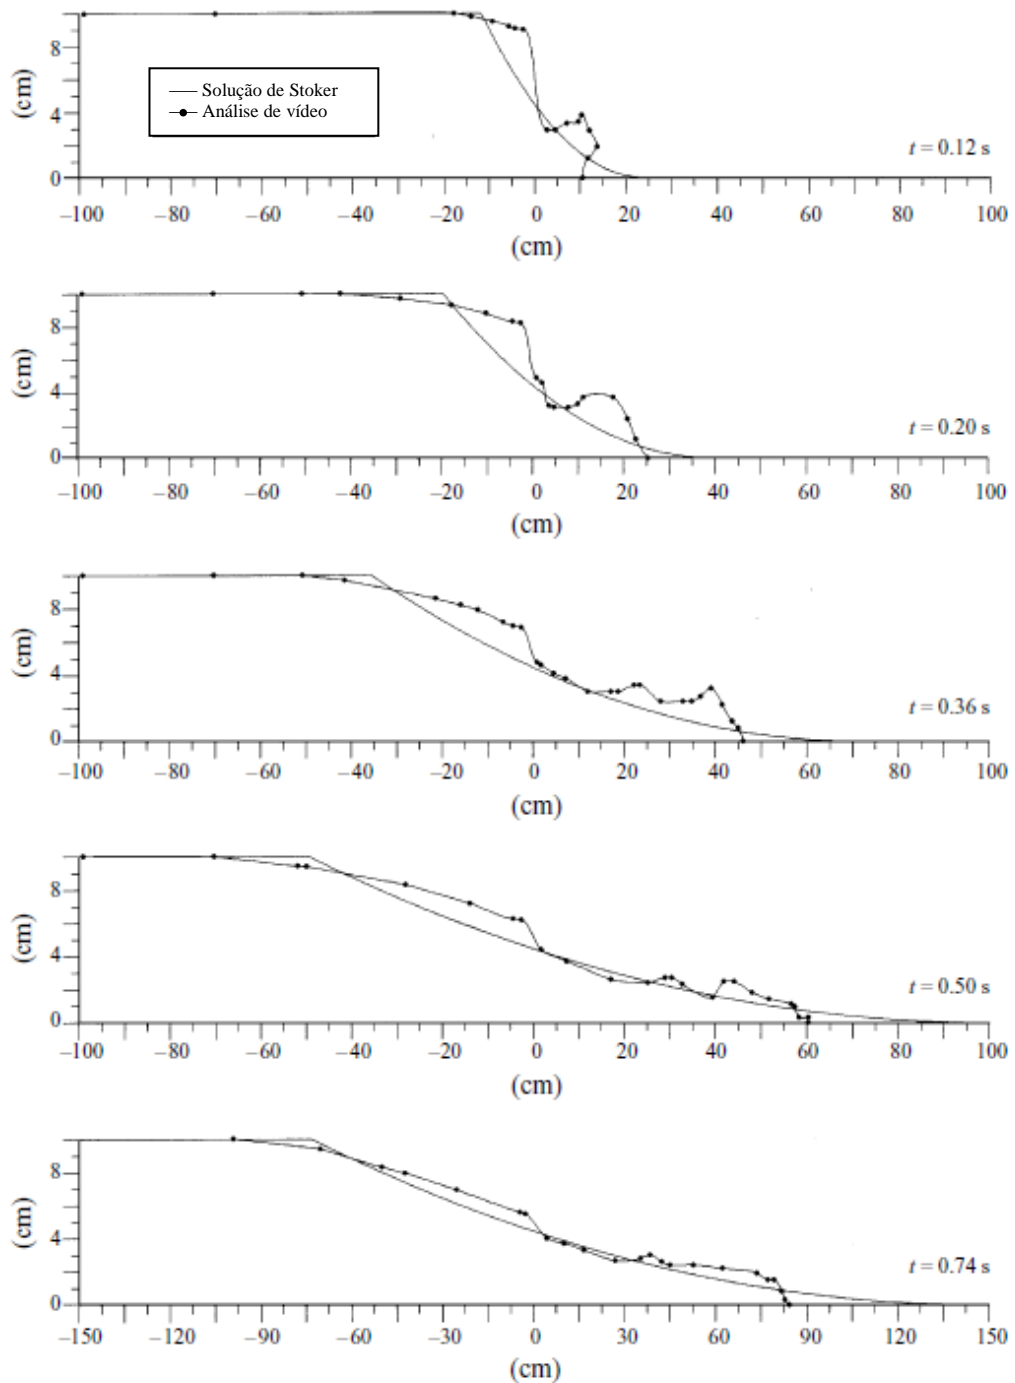 8
4
0
(cm)
Solução de Stoker
Análise de vídeo
t = 0.12 s
–100 –80 –60 –40 –20 0 20 40 60 80 100
(cm)
8
4
0
(cm)
t = 0.20 s
–100 –80 –60 –40 –20 0 20 40 60 80 100
(cm)
8
4
0
(cm)
t = 0.36 s
–100 –80 –60 –40 –20 0 20 40 60 80 100
(cm)
8
4
0
(cm)
t = 0.50 s
–100 –80 –60 –40 –20 0 20 40 60 80 100
(cm)
8
4
0
(cm)
t = 0.74 s
–150 –120 –90 –60 –30 0 30 60 90 120 150
(cm)